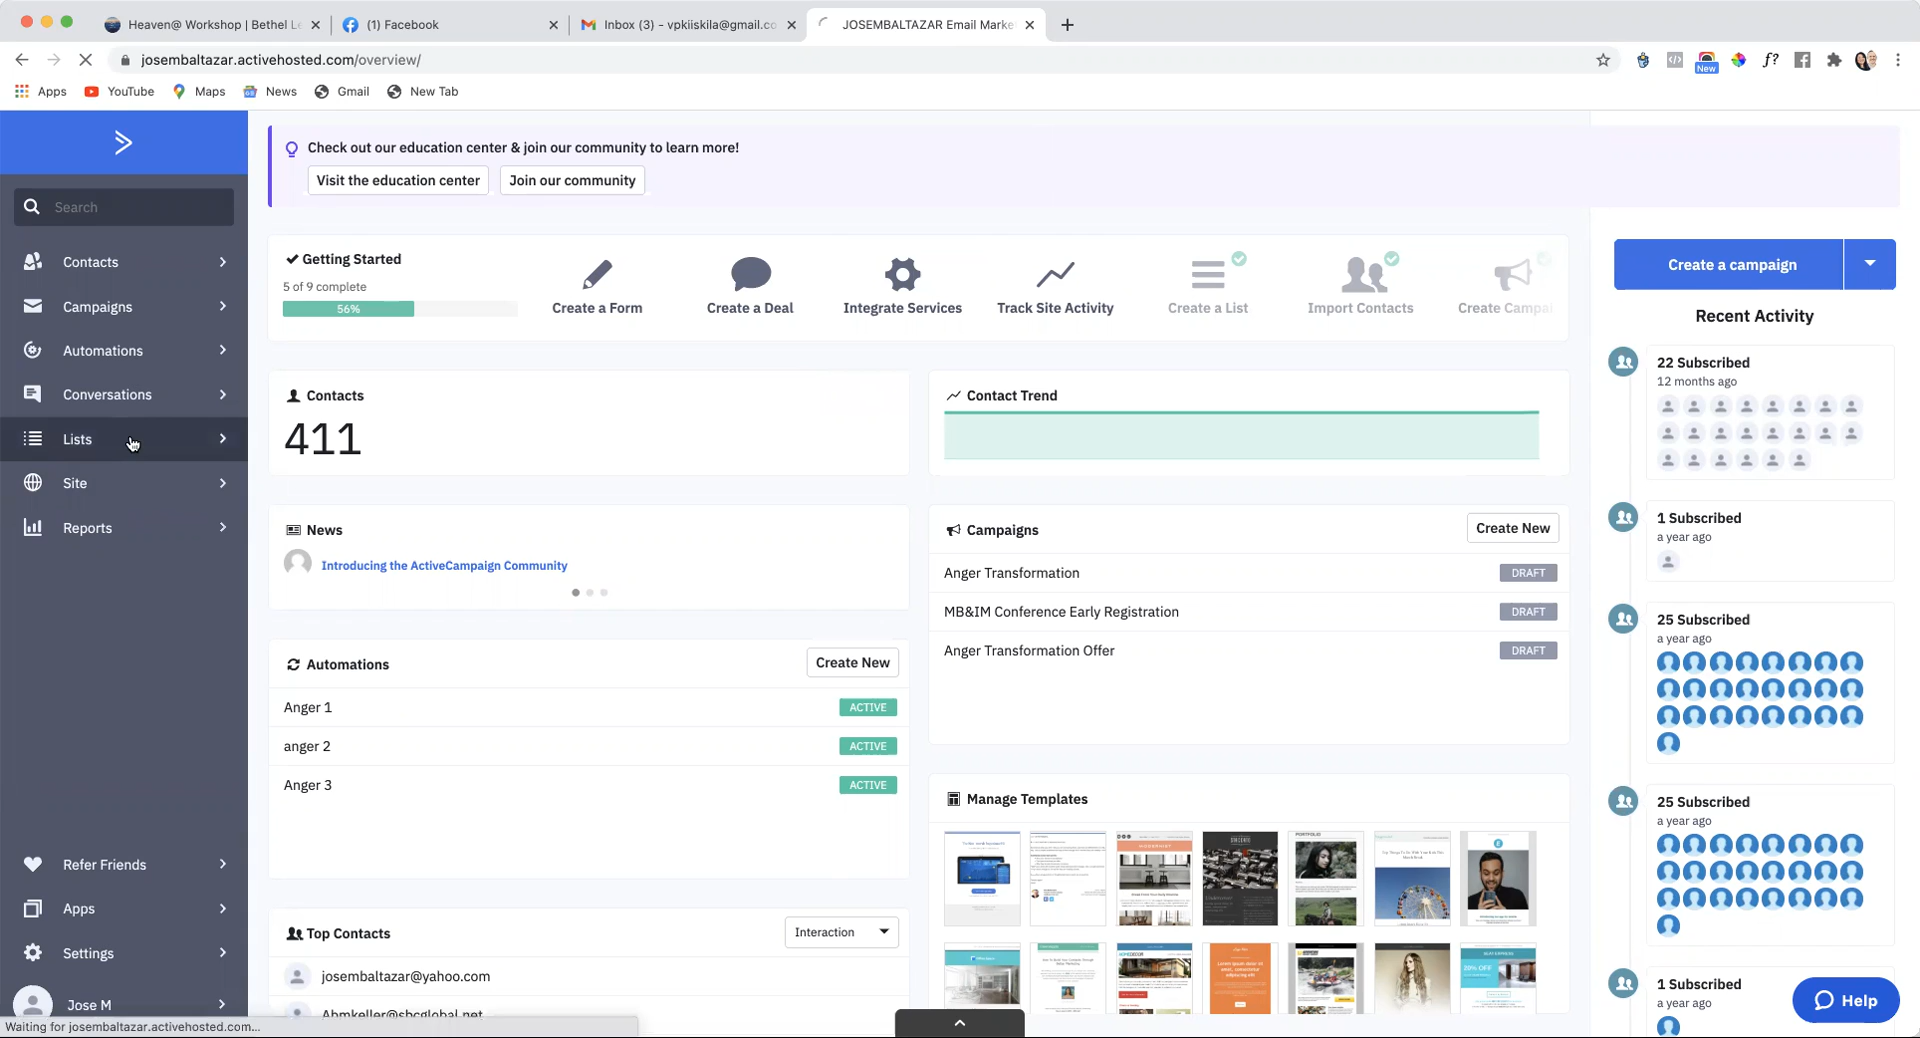 Heaven@ Workshop | Bethel Le
(1) Facebook
Inbox (3) - vpkiiskila@gmail.co
JOSEMBALTAZAR Email Marke
josembaltazar.activehosted.com/overview/
New
f?
Apps
YouTube
Maps
News
Gmail
New Tab
Search
Contacts
Campaigns
Automations
Conversations
Lists
Site
Reports
Refer Friends
Apps
Settings
Jose M
Waiting for josembaltazar.activehosted.com...
Check out our education center & join our community to learn more!
Visit the education center
Join our community
Getting Started
5 of 9 complete
56%
Create a Form
Create a Deal
Integrate Services
Track Site Activity
Create a List
Import Contacts
Create Campai
Contacts
411
Contact Trend
News
Introducing the ActiveCampaign Community
Campaigns
Create New
Anger Transformation
DRAFT
MB&IM Conference Early Registration
DRAFT
Anger Transformation Offer
DRAFT
Automations
Create New
Anger 1
ACTIVE
anger 2
ACTIVE
Anger 3
ACTIVE
Manage Templates
MODERNIST
PORTFOLIO
Top Contacts
Interaction
josembaltazar@yahoo.com
Abmkeller@sbcglobal.net
Create a campaign
Recent Activity
22 Subscribed
12 months ago
1 Subscribed
a year ago
25 Subscribed
a year ago
25 Subscribed
a year ago
1 Subscribed
a year ago
Help